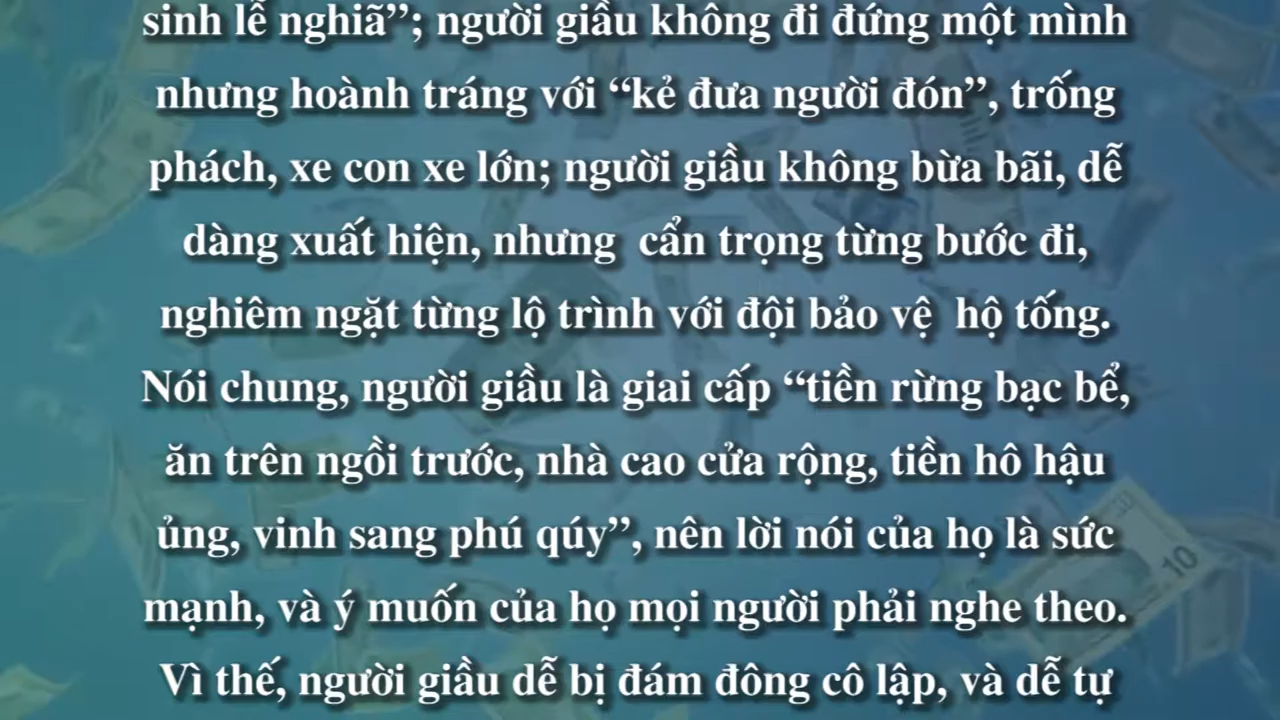 sinh lễ nghiã”; người giầu không đi đứng một mình
nhưng hoành tráng với “kẻ đưa người đón”, trống
phách, xe con xe lớn; người giầu không bừa bãi, dễ
dàng xuất hiện, nhưng cẩn trọng từng bước đi,
nghiêm ngặt từng lộ trình với đội bảo vệ hộ tống.
Nói chung, người giầu là giai cấp “tiền rừng bạc bể,
ăn trên ngồi trước, nhà cao cửa rộng, tiền hô hậu
ủng, vinh sang phú qúy”, nên lời nói của họ là sức
mạnh, và ý muốn của họ mọi người phải nghe theo.
Vì thế, người giầu dễ bị đám đông cô lập, và dễ tự
10